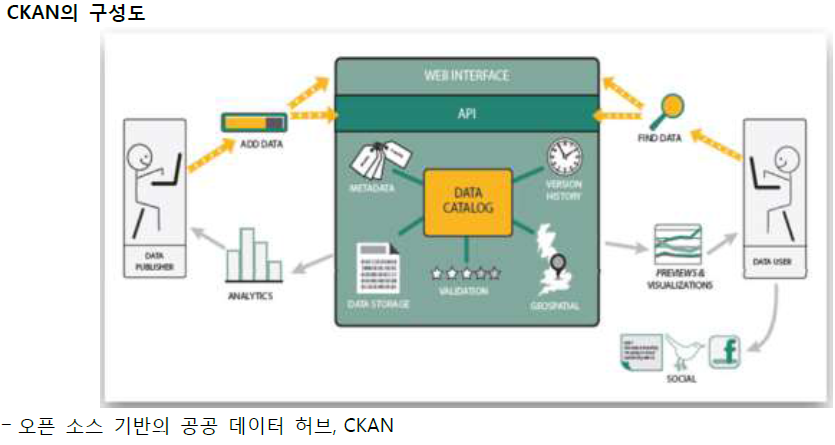 CKAN의 구성도
WEB INTERFACE
API
ADD DATA
FIND DATA
METADATA
DATA
CATALOG
VERSION
HISTORY
DATA
PUBLISHER
ANALYTICS
DATA STORAGE
VALIDATION
GEOSPATIAL
PREVIEWS &
VISUALIZATIONS
DATA USER
f
SOCIAL
- 오픈 소스 기반의 공공 데이터 허브, CKAN